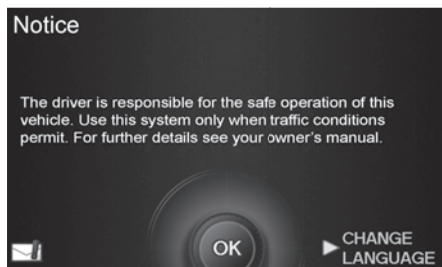 Notice
The driver is responsible for the safe operation of this
vehicle. Use this system only when traffic conditions
permit. For further details see your owner's manual.
OK
CHANGE
LANGUAGE